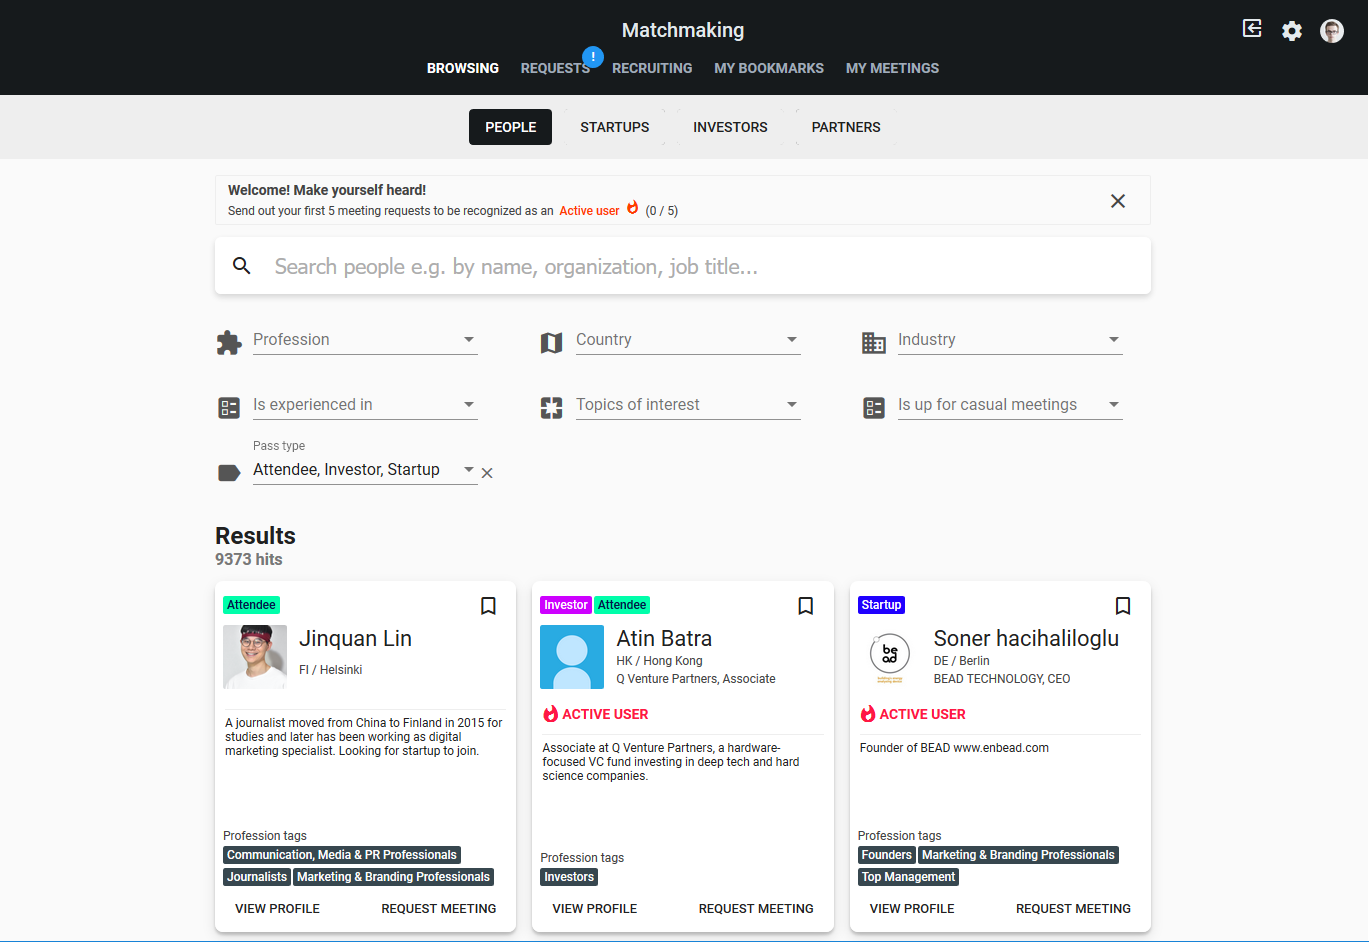 Matchmaking
BROWSING REQUESTS ! RECRUITING MY BOOKMARKS MY MEETINGS
PEOPLE STARTUPS INVESTORS PARTNERS
Welcome! Make yourself heard!
Send out your first 5 meeting requests to be recognized as an Active user (0 / 5)
Search people e.g. by name, organization, job title...
Profession Country Industry
Is experienced in Topics of interest Is up for casual meetings
Pass type
Attendee, Investor, Startup
Results
9373 hits
Attendee
Jinquan Lin
FI / Helsinki
A journalist moved from China to Finland in 2015 for
studies and later has been working as digital
marketing specialist. Looking for startup to join.
Profession tags
Communication, Media & PR Professionals
Journalists Marketing & Branding Professionals
VIEW PROFILE REQUEST MEETING
Investor Attendee
Atin Batra
HK / Hong Kong
Q Venture Partners, Associate
ACTIVE USER
Associate at Q Venture Partners, a hardware-
focused VC fund investing in deep tech and hard
science companies.
Profession tags
Investors
VIEW PROFILE REQUEST MEETING
Startup
be
ad
Soner hacihaliloglu
DE / Berlin
BEAD TECHNOLOGY, CEO
ACTIVE USER
Founder of BEAD www.enbead.com
Profession tags
Founders Marketing & Branding Professionals
Top Management
VIEW PROFILE REQUEST MEETING